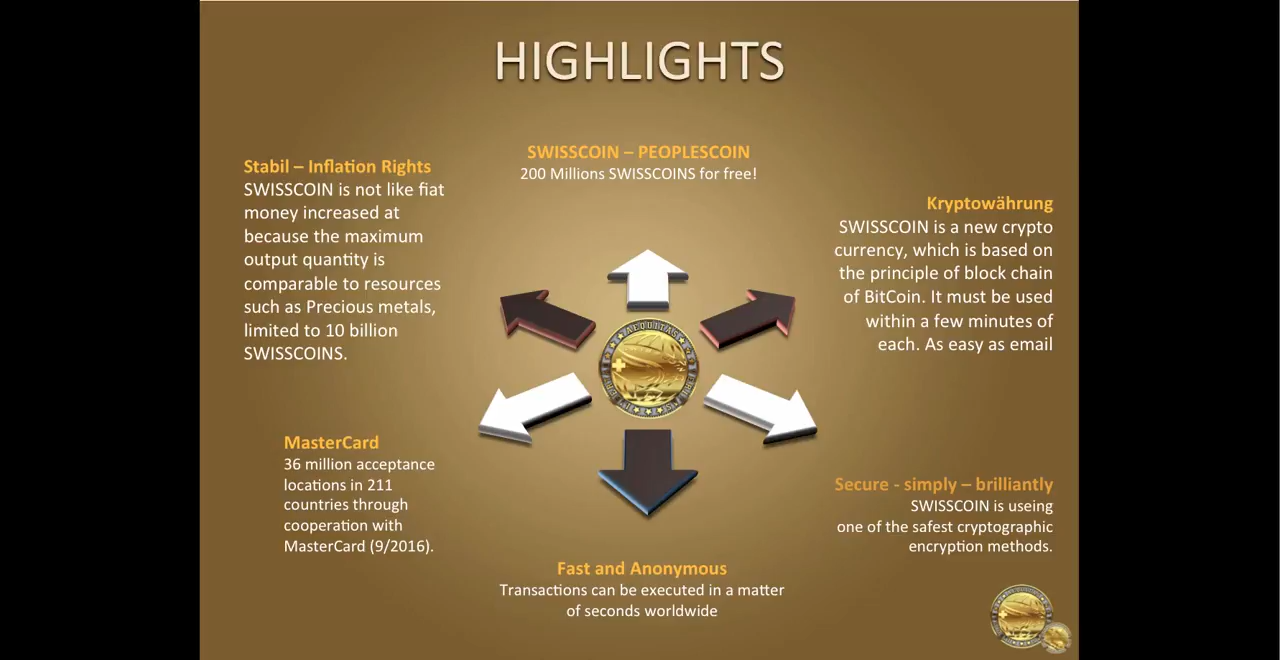 HIGHLIGHTS
SWISSCOIN – PEOPLESCOIN
200 Millions SWISSCOINS for free!
Stabil – Inflation Rights
SWISSCOIN is not like fiat
money increased at
because the maximum
output quantity is
comparable to resources
such as Precious metals,
limited to 10 billion
SWISSCOINS.
Kryptowährung
SWISSCOIN is a new crypto
currency, which is based on
the principle of block chain
of BitCoin. It must be used
within a few minutes of
each. As easy as email
AEQUITAS
MasterCard
36 million acceptance
locations in 211
countries through
cooperation with
MasterCard (9/2016).
Secure - simply – brilliantly
SWISSCOIN is useing
one of the safest cryptographic
encryption methods.
Fast and Anonymous
Transactions can be executed in a matter
of seconds worldwide